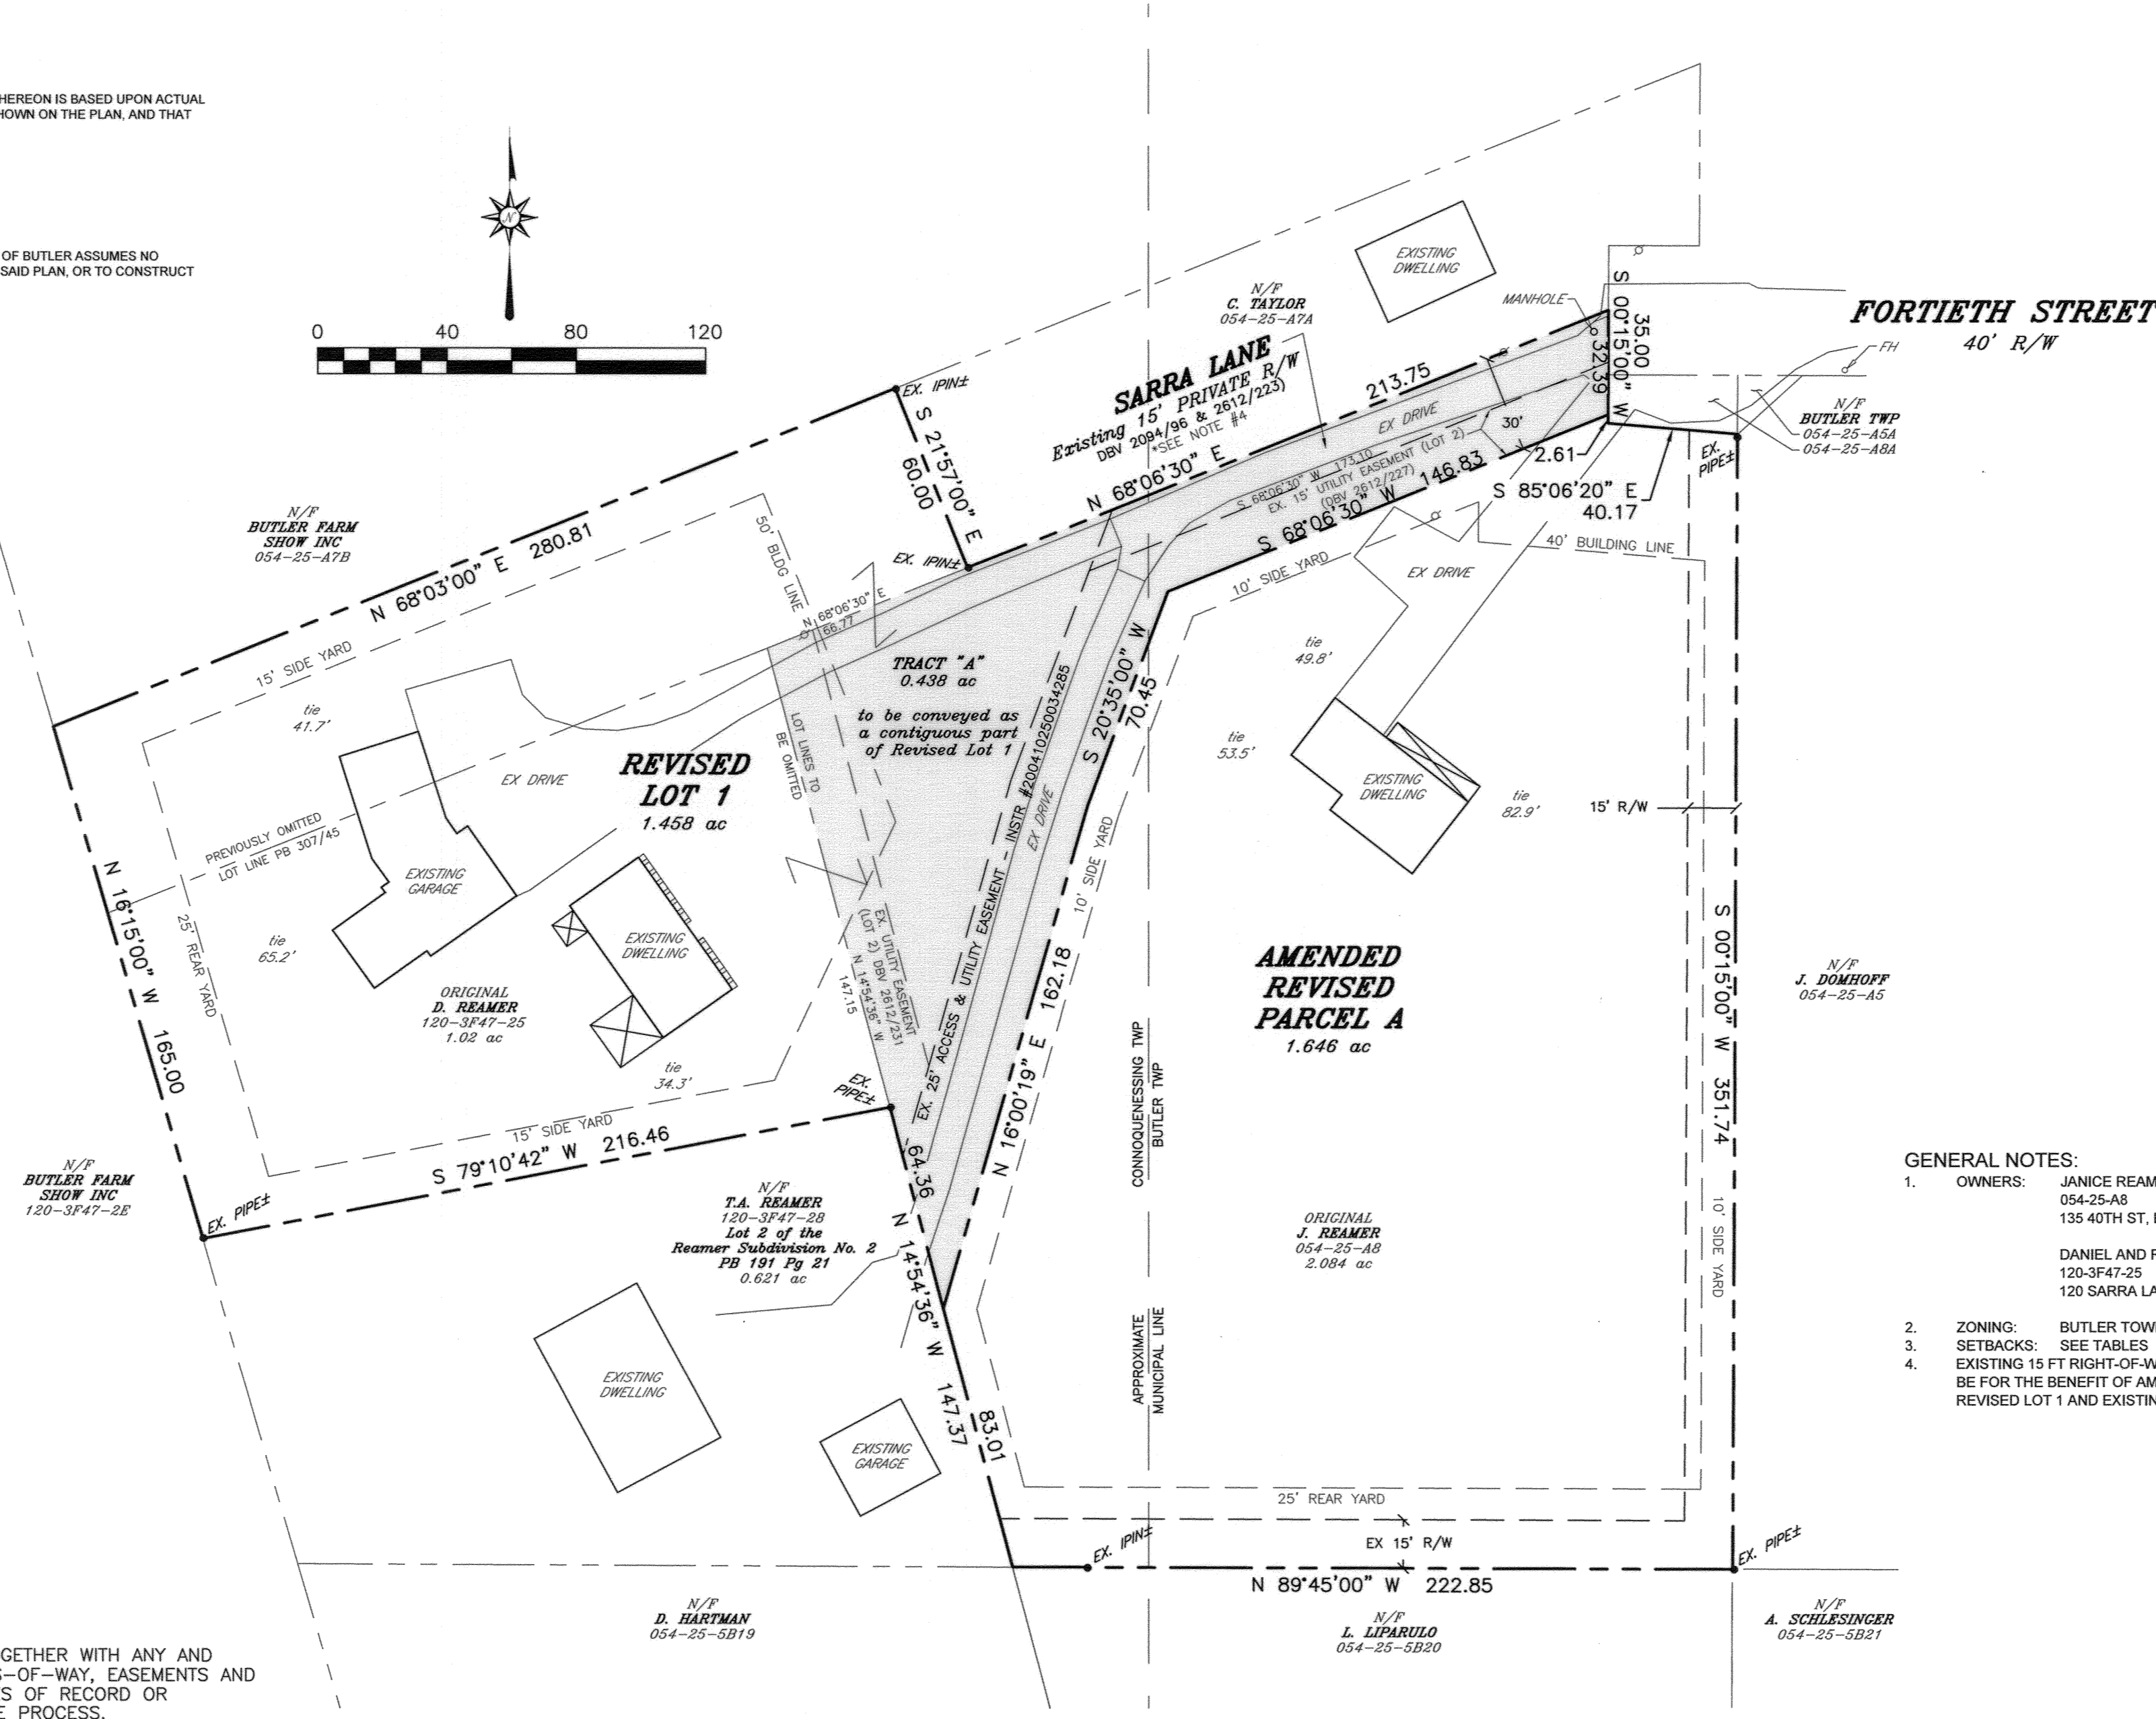 HEREON IS BASED UPON ACTUAL
HOWN ON THE PLAN, AND THAT
OF BUTLER ASSUMES NO
SAID PLAN, OR TO CONSTRUCT
N
0 40 80 120
FORTIETH STREET
40' R/W
FH
N/F
BUTLER TWP
054-25-A5A
054-25-A8A
EXISTING
DWELLING
MANHOLE
N/F
C. TAYLOR
054-25-A7A
S 00°15'00" W
35.00
32.39
SARRA LANE
Existing 15' PRIVATE R/W
DBV 2094/96 & 2612/223)
*SEE NOTE #4
N 68°06'30" E
213.75
EX DRIVE
30'
S 68°06'30" W 173.10
EX. 15' UTILITY EASEMENT (LOT 2)
(DBV 2612/227)
S 68°06'30" W 146.83
2.61
S 85°06'20" E
40.17
EX.
PIPE±
EX. IPIN±
S 21°57'00" E
60.00
EX. IPIN±
N/F
BUTLER FARM
SHOW INC
054-25-A7B
N 68°03'00" E 280.81
50' BLDG LINE
N 68°06'30" E
66.77
15' SIDE YARD
10' SIDE YARD
40' BUILDING LINE
EX DRIVE
tie
49.8'
tie
41.7'
TRACT "A"
0.438 ac
to be conveyed as
a contiguous part
of Revised Lot 1
LOT LINES TO
BE OMITTED
S 20°35'00" W
70.45
tie
53.5'
EXISTING
DWELLING
tie
82.9'
15' R/W
REVISED
LOT 1
1.458 ac
EX DRIVE
PREVIOUSLY OMITTED
LOT LINE PB 307/45
EXISTING
GARAGE
EXISTING
DWELLING
N 16°15'00" W 165.00
25' REAR YARD
tie
65.2'
ORIGINAL
D. REAMER
120-3F47-25
1.02 ac
tie
34.3'
EX. UTILITY EASEMENT
(LOT 2) DBV 2612/231
N 14°54'36" W
147.15
EX. 25' ACCESS & UTILITY EASEMENT - INSTR #200410250034285
EX DRIVE
10' SIDE YARD
N 16°00'19" E 162.18
AMENDED
REVISED
PARCEL A
1.646 ac
CONNOQUENESSING TWP
BUTLER TWP
S 00°15'00" W 351.74
N/F
J. DOMHOFF
054-25-A5
EX.
PIPE±
15' SIDE YARD
S 79°10'42" W 216.46
N/F
BUTLER FARM
SHOW INC
120-3F47-2E
EX. PIPE±
N/F
T.A. REAMER
120-3F47-28
Lot 2 of the
Reamer Subdivision No. 2
PB 191 Pg 21
0.621 ac
64.36
N 14°54'36" W 147.37
83.01
ORIGINAL
J. REAMER
054-25-A8
2.084 ac
10' SIDE YARD
APPROXIMATE
MUNICIPAL LINE
EXISTING
DWELLING
EXISTING
GARAGE
25' REAR YARD
EX 15' R/W
EX. IPIN±
EX. PIPE±
N 89°45'00" W 222.85
N/F
D. HARTMAN
054-25-5B19
N/F
L. LIPARULO
054-25-5B20
N/F
A. SCHLESINGER
054-25-5B21
GENERAL NOTES:
1. OWNERS: JANICE REAM
054-25-A8
135 40TH ST,
DANIEL AND
120-3F47-25
120 SARRA LA
2. ZONING: BUTLER TOW
3. SETBACKS: SEE TABLES
4. EXISTING 15 FT RIGHT-OF-W
BE FOR THE BENEFIT OF AM
REVISED LOT 1 AND EXISTIN
GETHER WITH ANY AND
S-OF-WAY, EASEMENTS AND
S OF RECORD OR
E PROCESS.